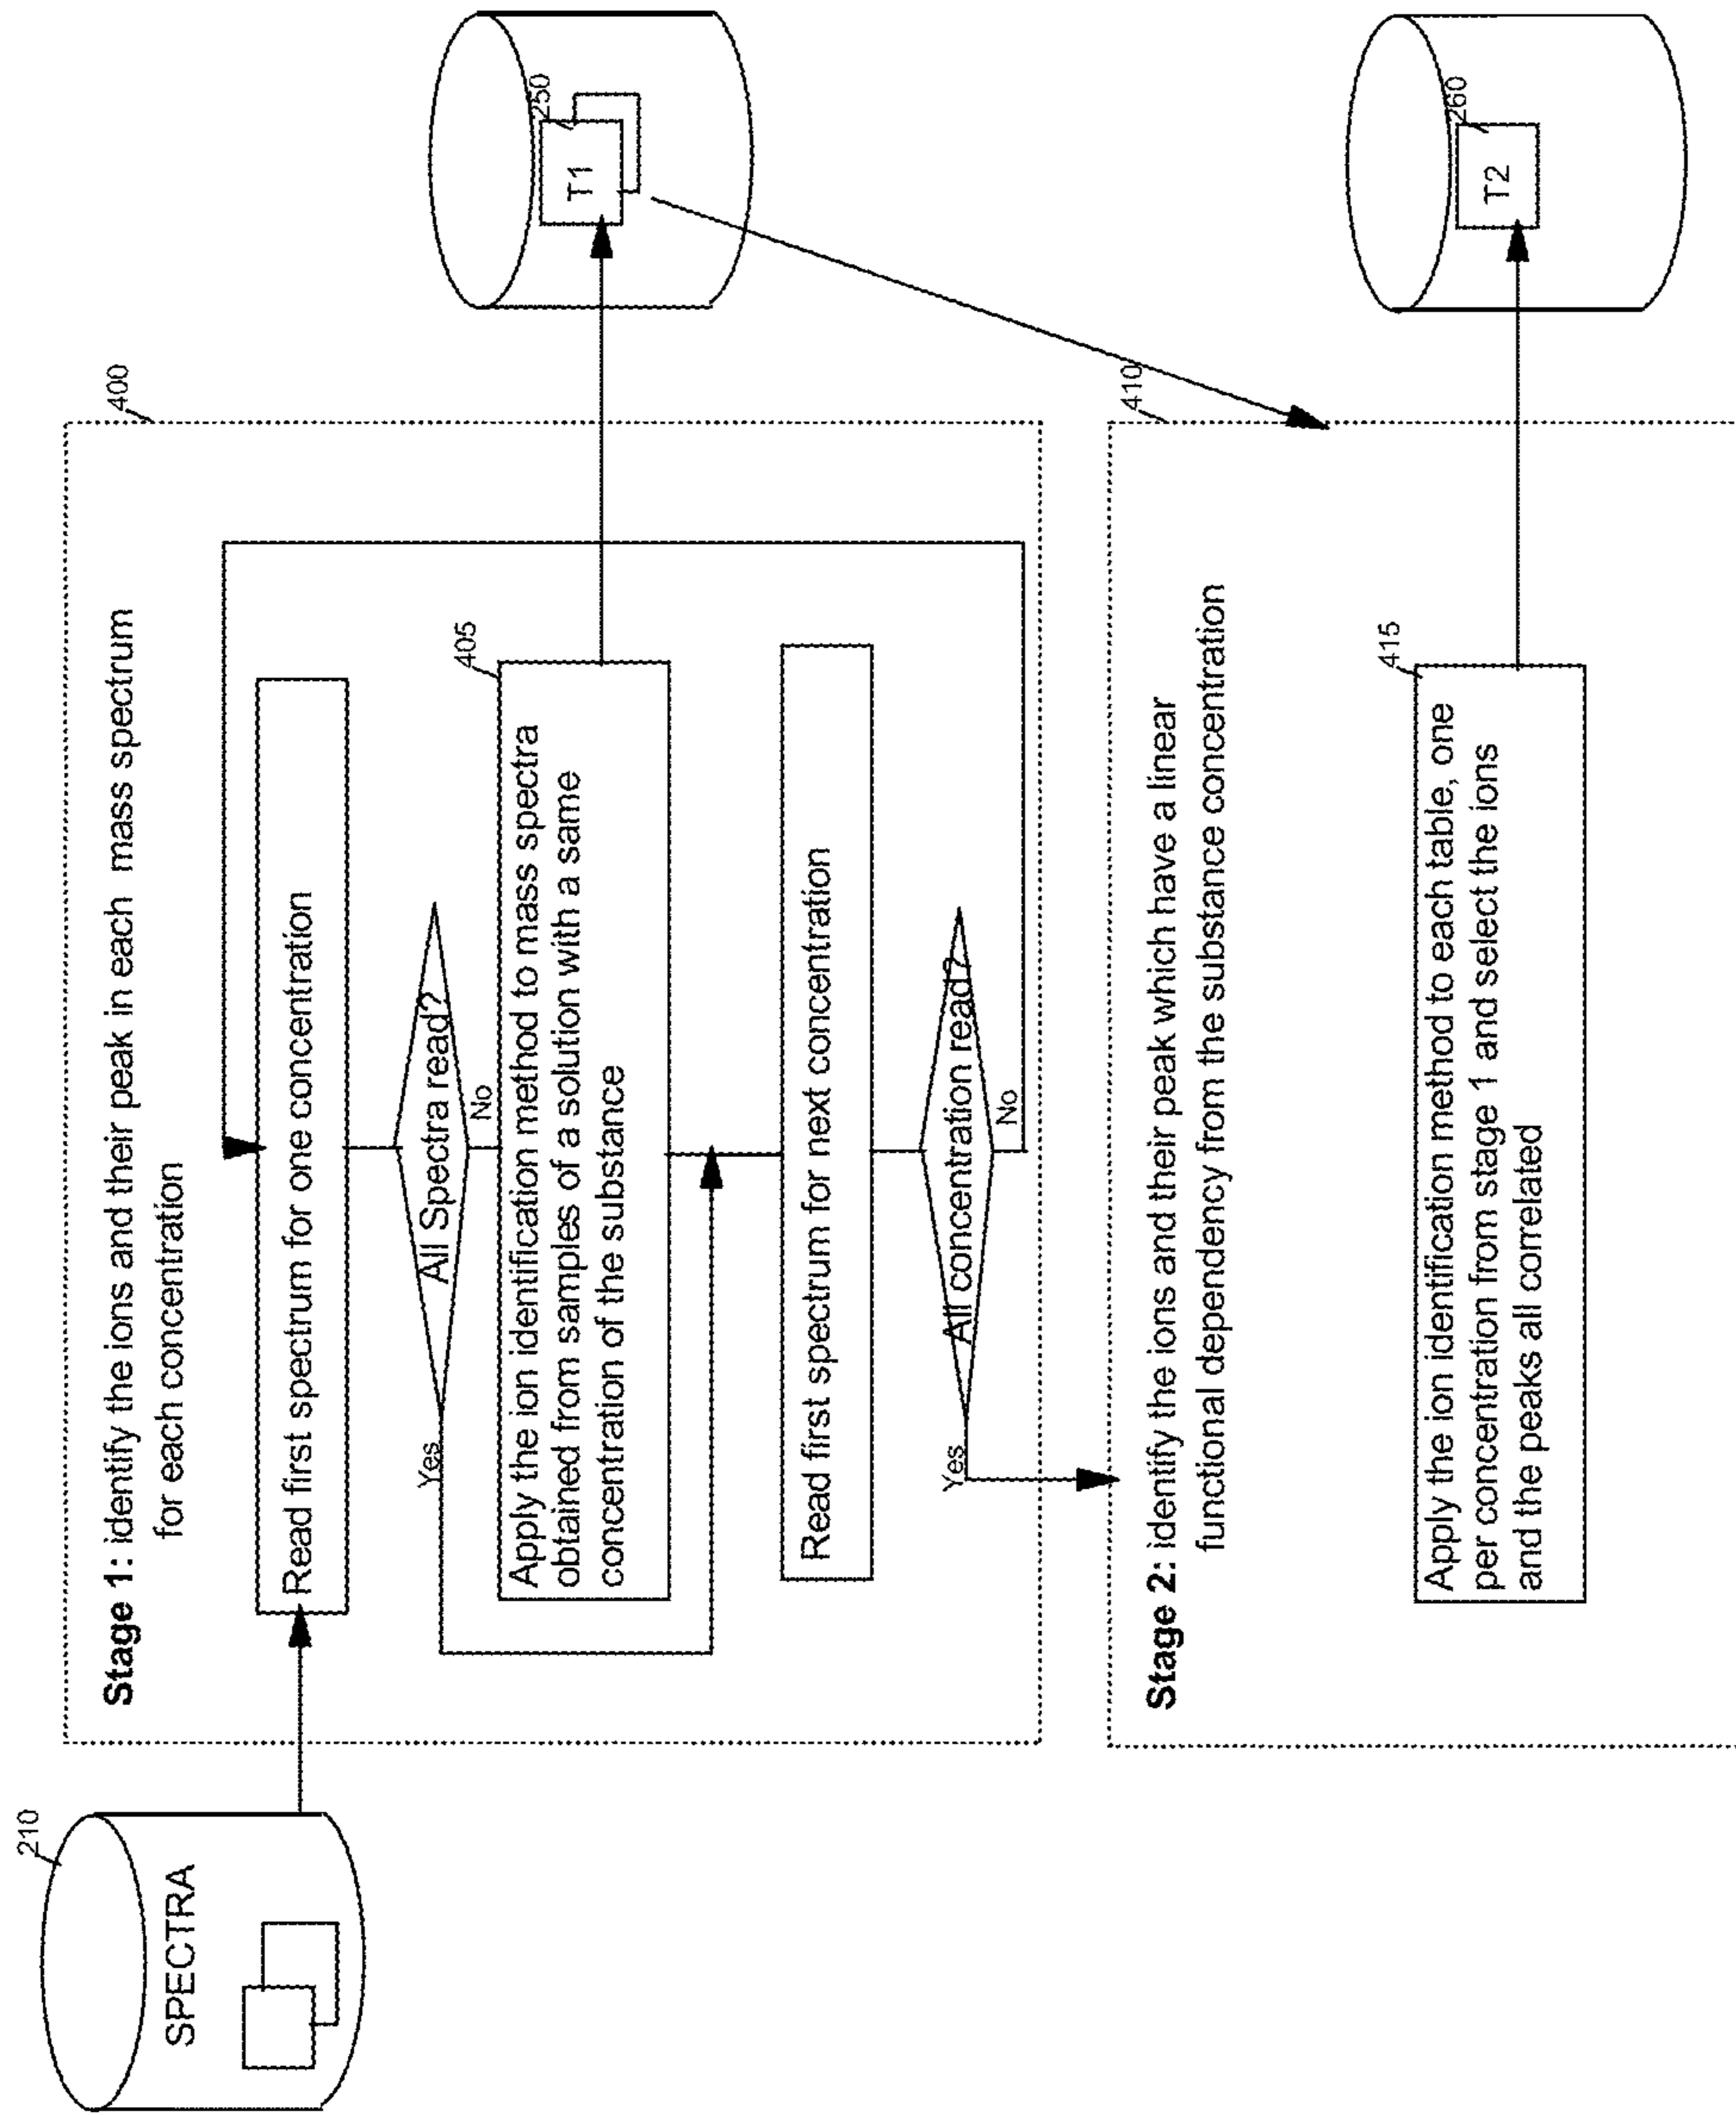 210
SPECTRA
400
Stage 1: identify the ions and their peak in each mass spectrum
for each concentration
Read first spectrum for one concentration
All Spectra read?
Yes
No
405
Apply the ion identification method to mass spectra
obtained from samples of a solution with a same
concentration of the substance
Read first spectrum for next concentration
All concentration read?
Yes
No
250
T1
410
Stage 2: identify the ions and their peak which have a linear
functional dependency from the substance concentration
415
Apply the ion identification method to each table, one
per concentration from stage 1 and select the ions
and the peaks all correlated
260
T2